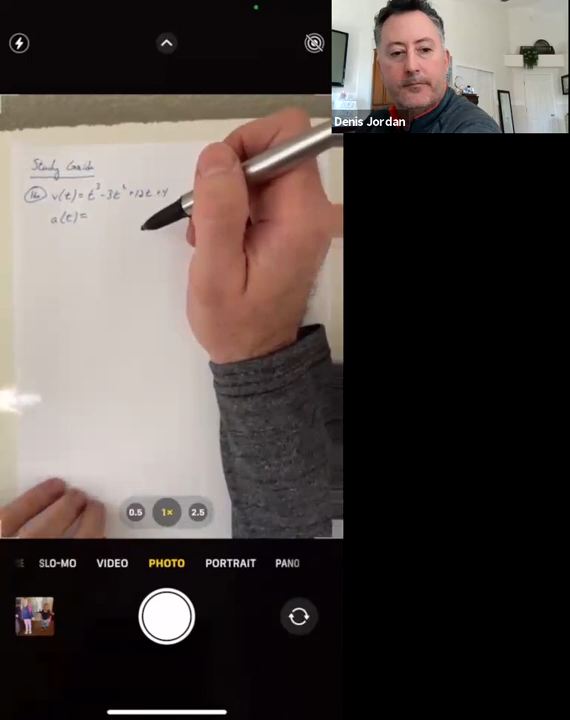 Denis Jordan
Study Guide
16 v(t) = t³ - 3t² + 12t + 4
a(t) =
0.5 1× 2.5
SLO-MO VIDEO PHOTO PORTRAIT PANO